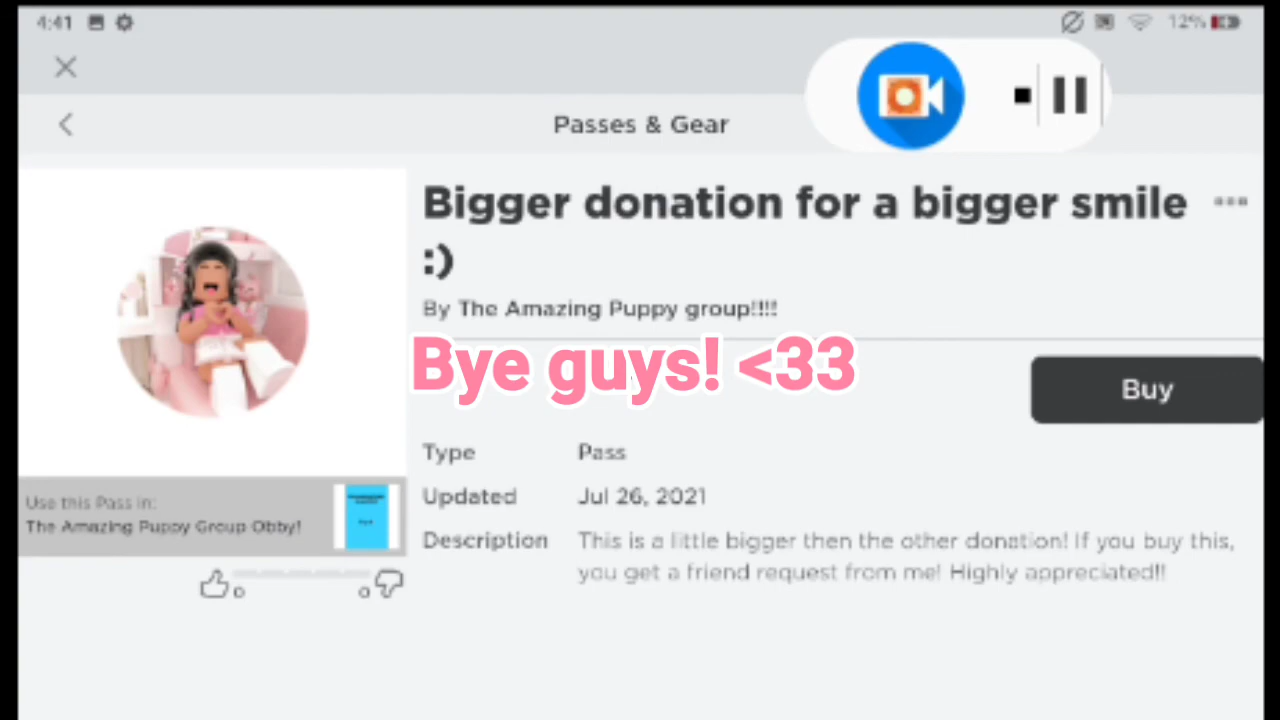 4:41
12%
Passes & Gear
Bigger donation for a bigger smile
:)
By The Amazing Puppy group!!!!
Bye guys! <33
Buy
Type Pass
Updated Jul 26, 2021
Use this Pass in:
The Amazing Puppy Group Obby!
Description This is a little bigger then the other donation! If you buy this,
you get a friend request from me! Highly appreciated!!
0 0